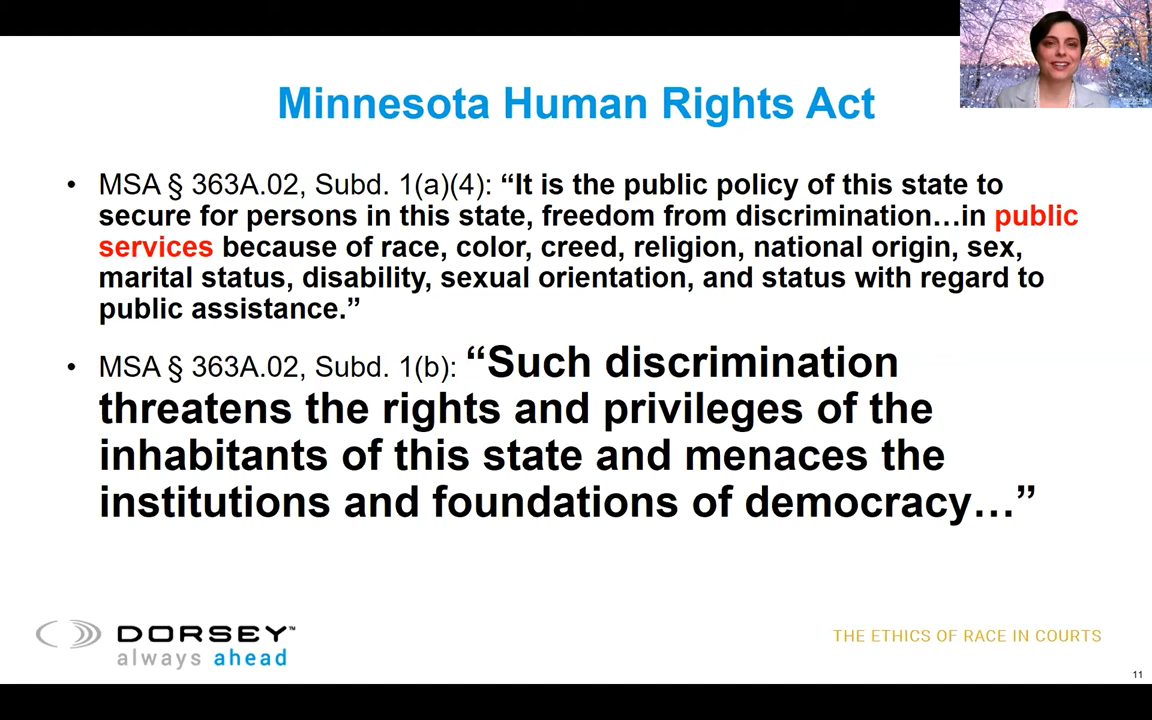 Minnesota Human Rights Act
• MSA § 363A.02, Subd. 1(a)(4): “It is the public policy of this state to
secure for persons in this state, freedom from discrimination…in public
services because of race, color, creed, religion, national origin, sex,
marital status, disability, sexual orientation, and status with regard to
public assistance.”
• MSA § 363A.02, Subd. 1(b): “Such discrimination
threatens the rights and privileges of the
inhabitants of this state and menaces the
institutions and foundations of democracy…”
DORSEY™
always ahead
THE ETHICS OF RACE IN COURTS
11